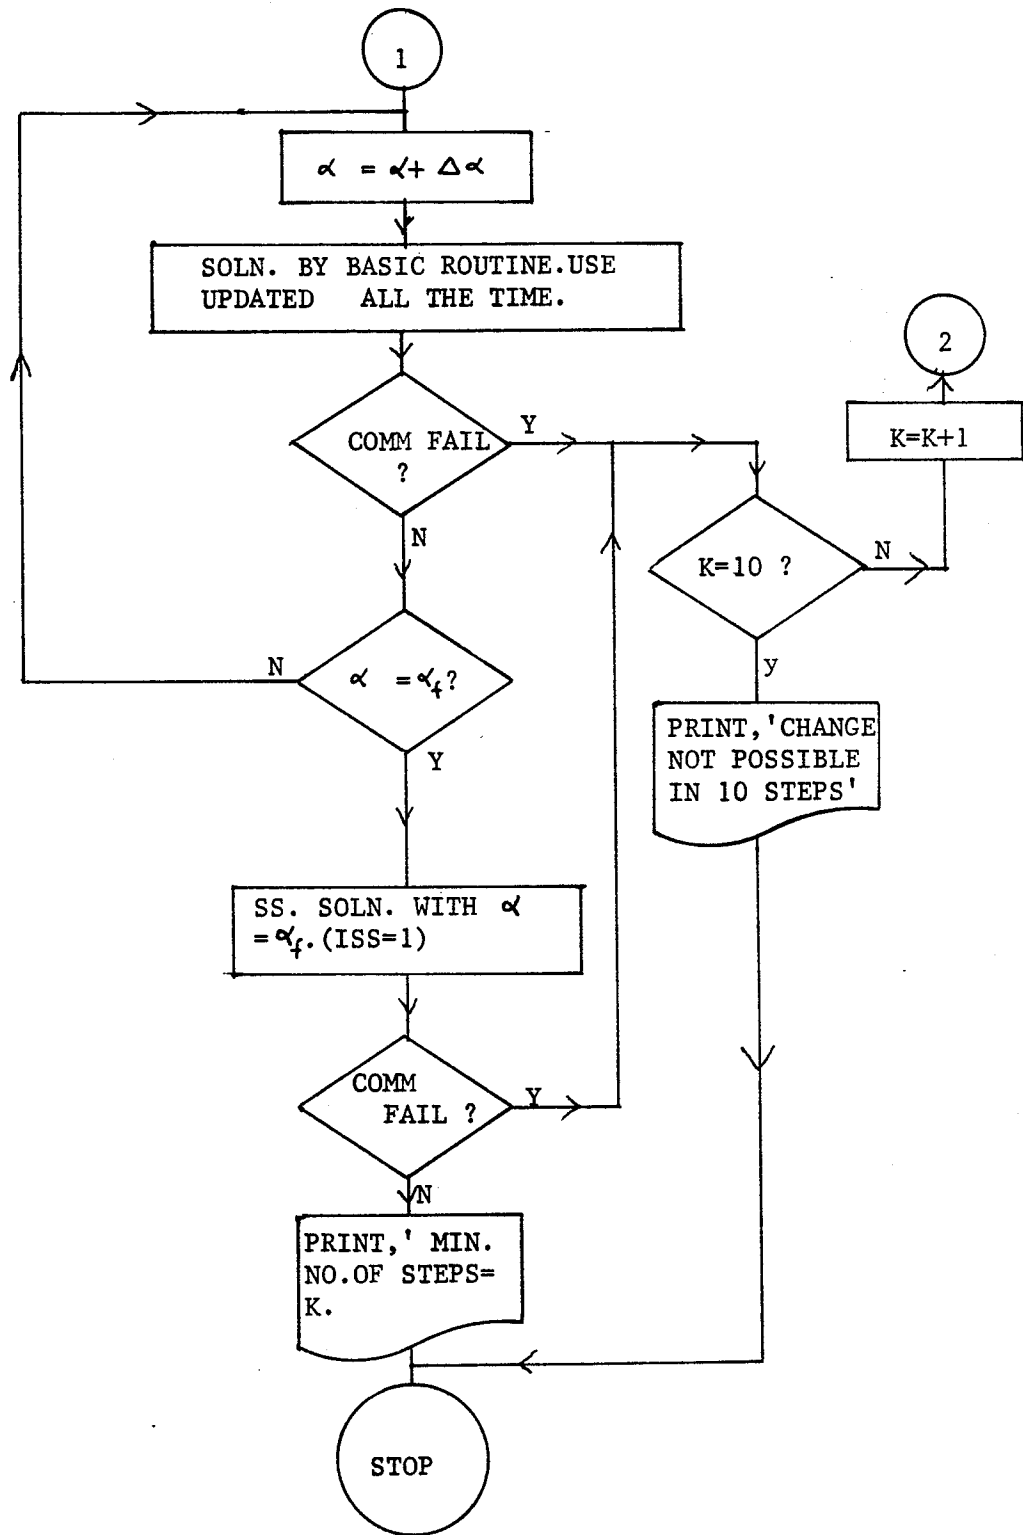 1
α = α+ Δα
SOLN. BY BASIC ROUTINE.USE
UPDATED ALL THE TIME.
2
K=K+1
COMM FAIL
?
Y
N
K=10 ?
N
y
α = αf?
N
Y
PRINT,'CHANGE
NOT POSSIBLE
IN 10 STEPS'
SS. SOLN. WITH α
=αf.(ISS=1)
COMM
FAIL ?
Y
N
PRINT,' MIN.
NO.OF STEPS=
K.
STOP